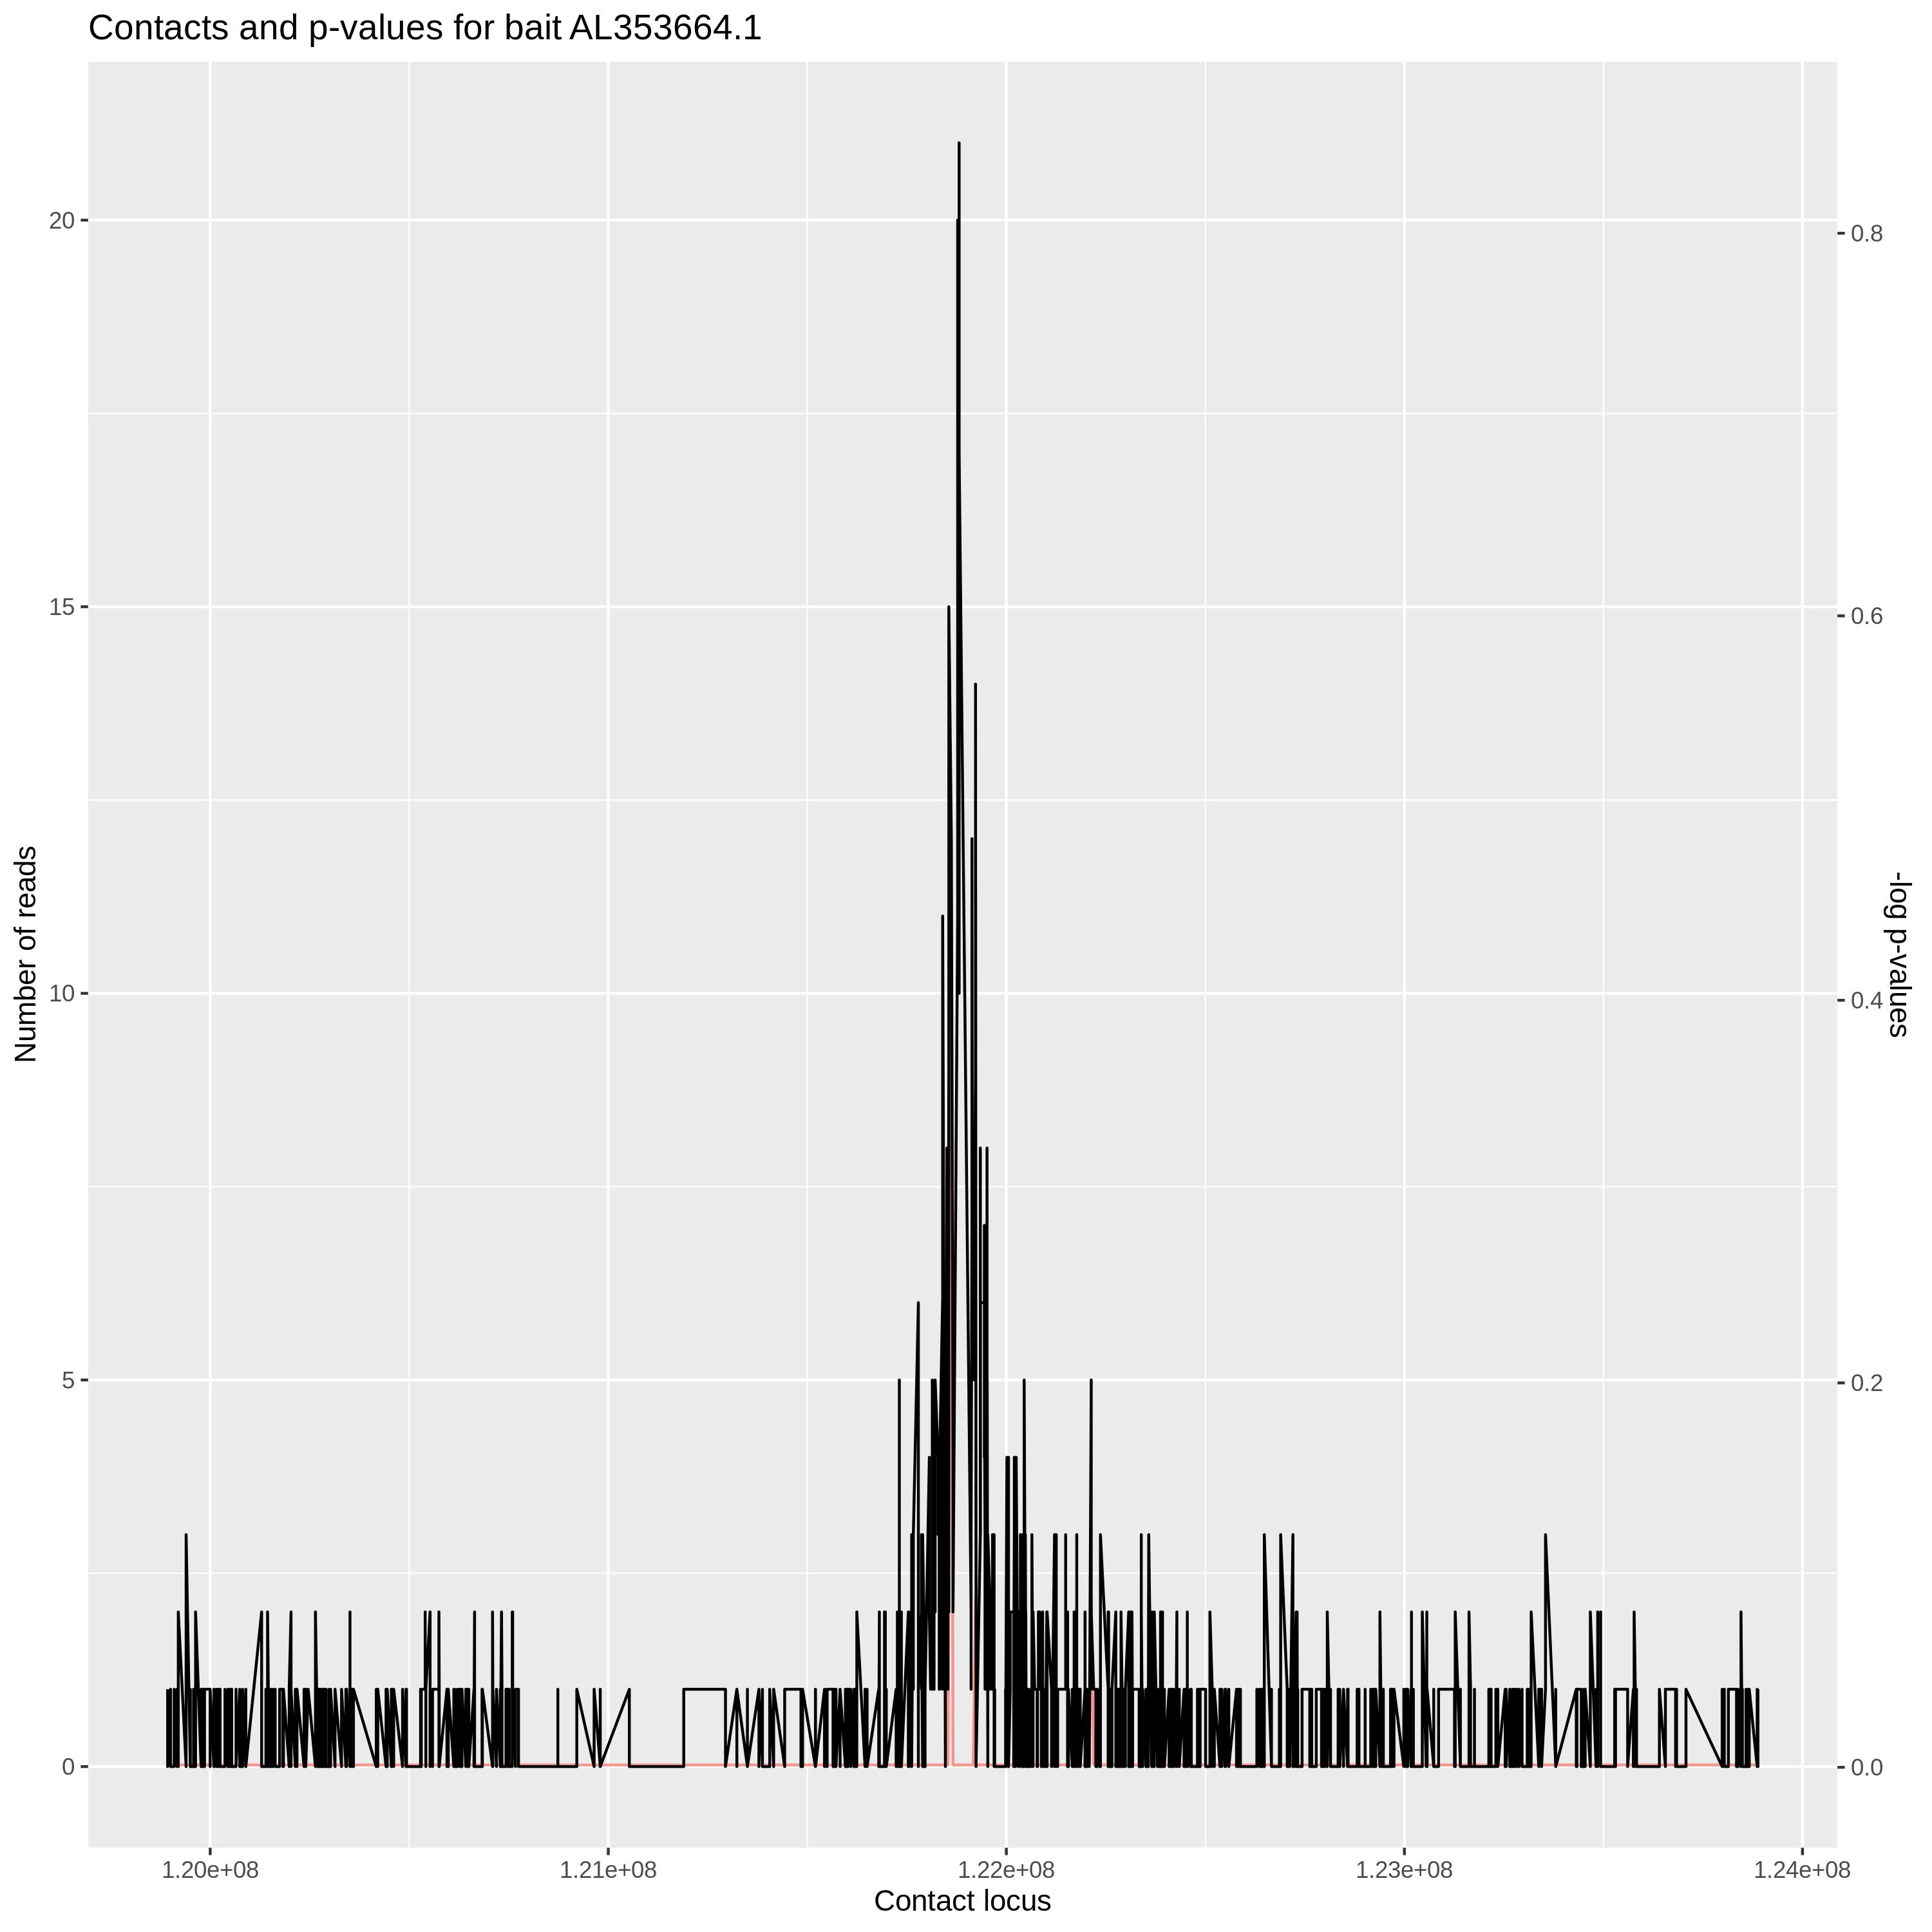 Contacts and p-values for bait AL353664.1
Number of reads
20
15
10
5
0
0.8
0.6
0.4
0.2
0.0
-log p-values
1.20e+08 1.21e+08 1.22e+08 1.23e+08 1.24e+08
Contact locus